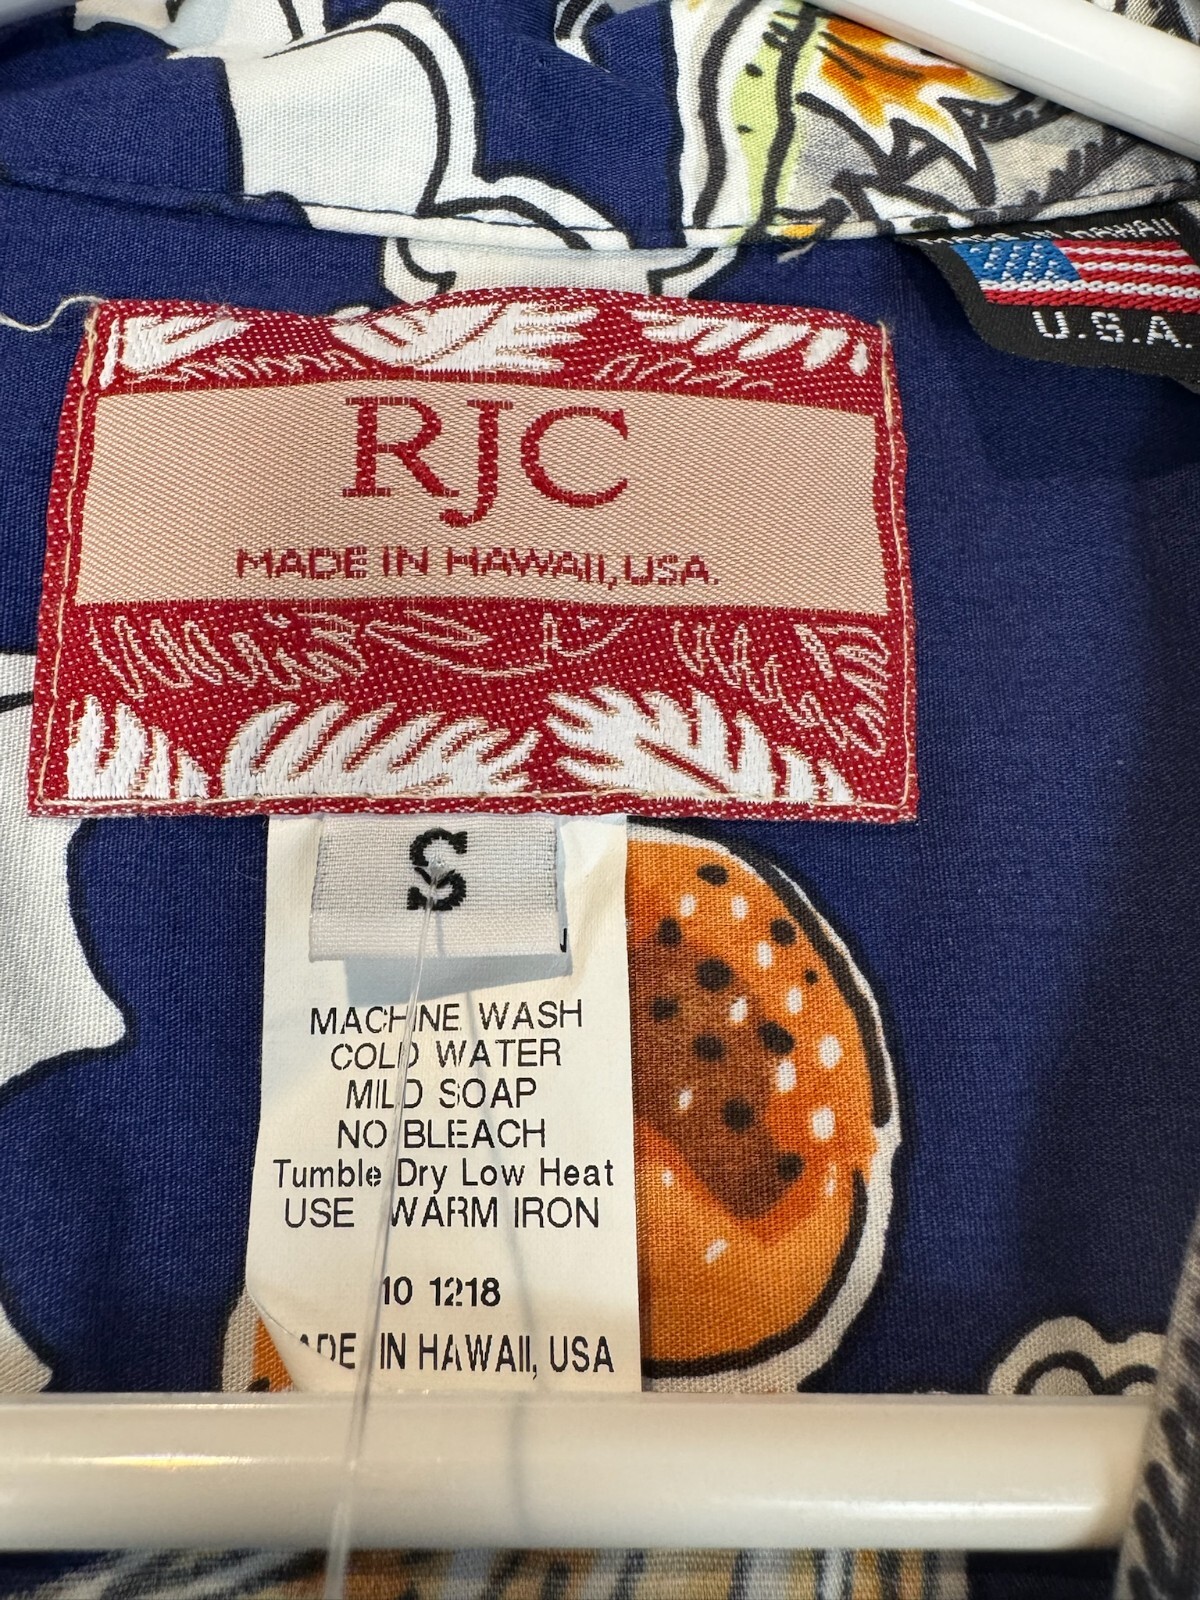 MADE IN HAWAII
U.S.A.
RJC
MADE IN HAWAII, USA.
S
MACHINE WASH
COLD WATER
MILD SOAP
NO BLEACH
Tumble Dry Low Heat
USE WARM IRON
10 1218
ADE IN HAWAII, USA